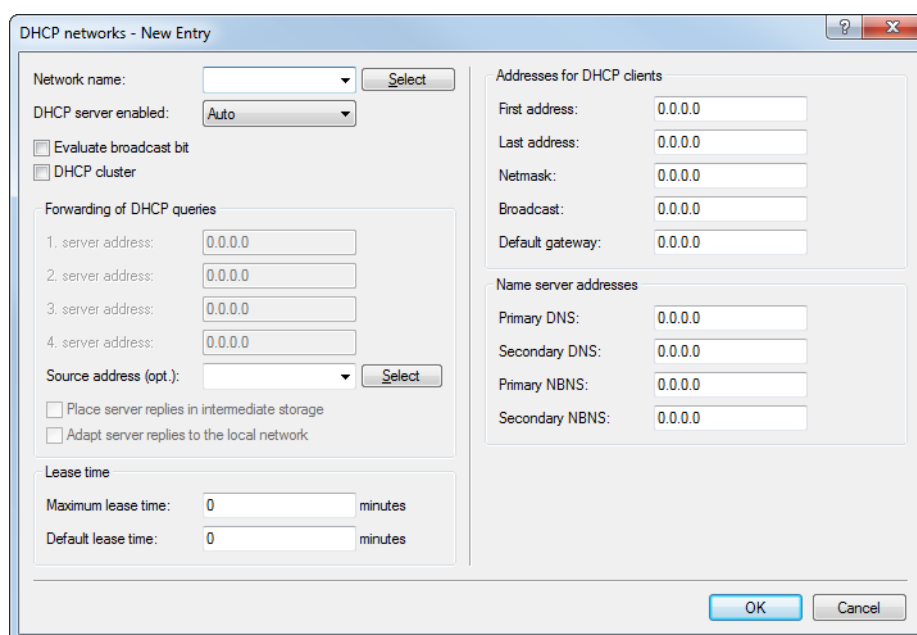 DHCP networks - New Entry
Network name:
Select
DHCP server enabled:
Auto
Evaluate broadcast bit
DHCP cluster
Forwarding of DHCP queries
1. server address:
0.0.0.0
2. server address:
0.0.0.0
3. server address:
0.0.0.0
4. server address:
0.0.0.0
Source address (opt.):
Select
Place server replies in intermediate storage
Adapt server replies to the local network
Lease time
Maximum lease time:
0
minutes
Default lease time:
0
minutes
Addresses for DHCP clients
First address:
0.0.0.0
Last address:
0.0.0.0
Netmask:
0.0.0.0
Broadcast:
0.0.0.0
Default gateway:
0.0.0.0
Name server addresses
Primary DNS:
0.0.0.0
Secondary DNS:
0.0.0.0
Primary NBNS:
0.0.0.0
Secondary NBNS:
0.0.0.0
OK
Cancel